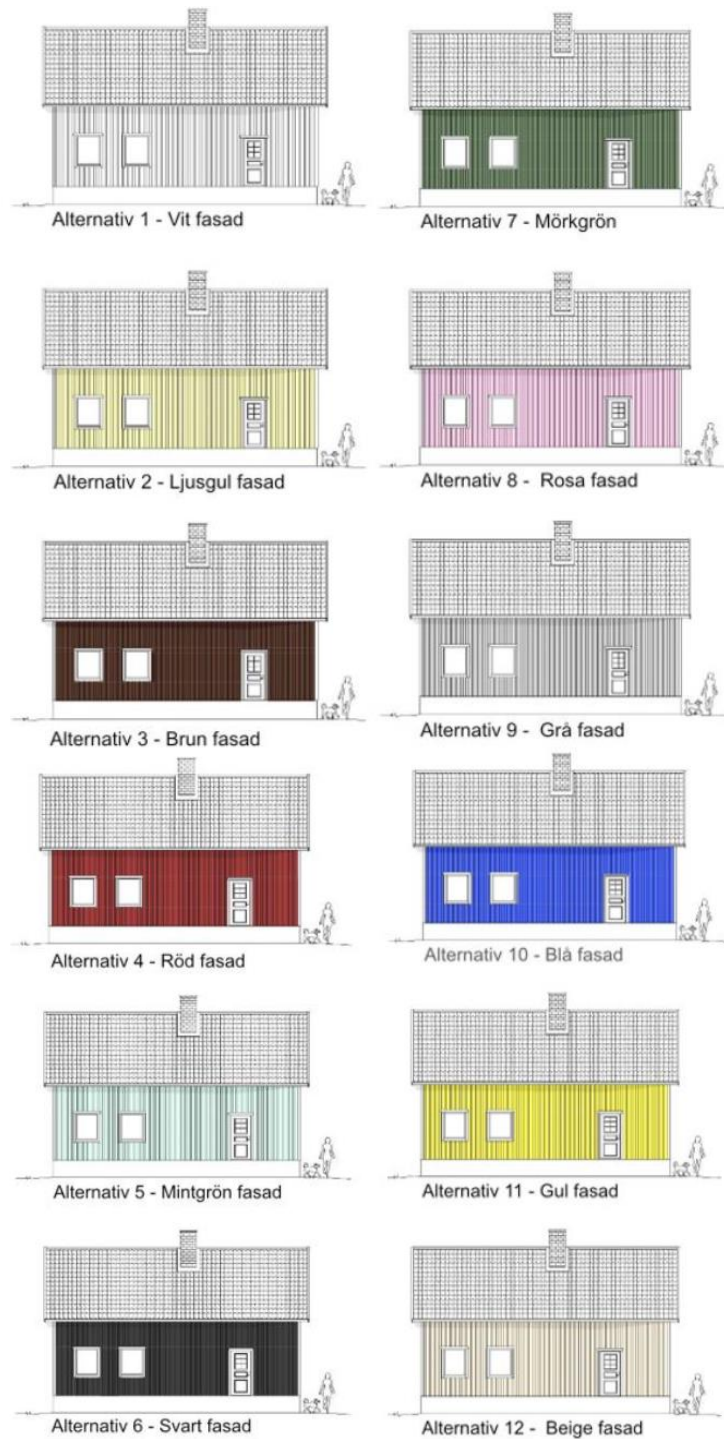 Alternativ 1 - Vit fasad
Alternativ 7 - Mörkgrön
Alternativ 2 - Ljusgul fasad
Alternativ 8 -  Rosa fasad
Alternativ 3 - Brun fasad
Alternativ 9 -  Grå fasad
Alternativ 4 - Röd fasad
Alternativ 10 - Blå fasad
Alternativ 5 - Mintgrön fasad
Alternativ 11 - Gul fasad
Alternativ 6 - Svart fasad
Alternativ 12 -  Beige fasad